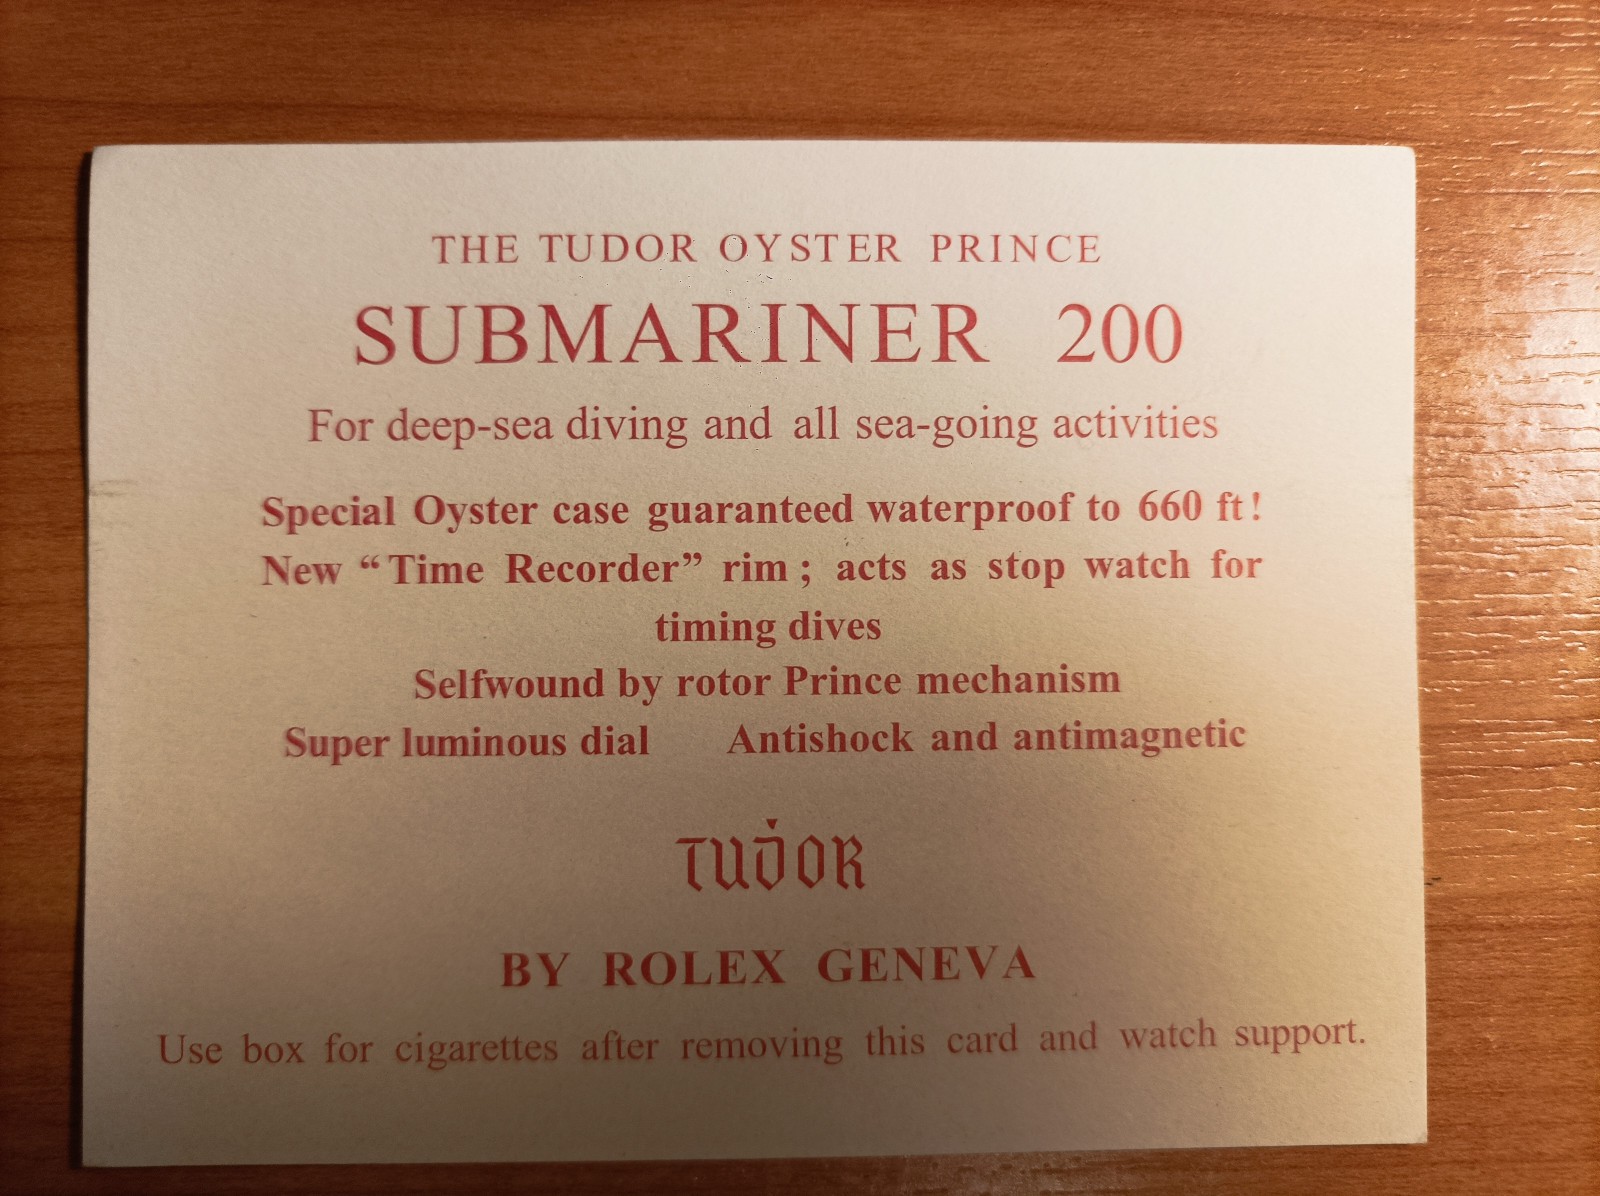 THE TUDOR OYSTER PRINCE
SUBMARINER 200
For deep-sea diving and all sea-going activities
Special Oyster case guaranteed waterproof to 660 ft!
New “Time Recorder” rim; acts as stop watch for
timing dives
Selfwound by rotor Prince mechanism
Super luminous dial Antishock and antimagnetic
TUDOR
BY ROLEX GENEVA
Use box for cigarettes after removing this card and watch support.